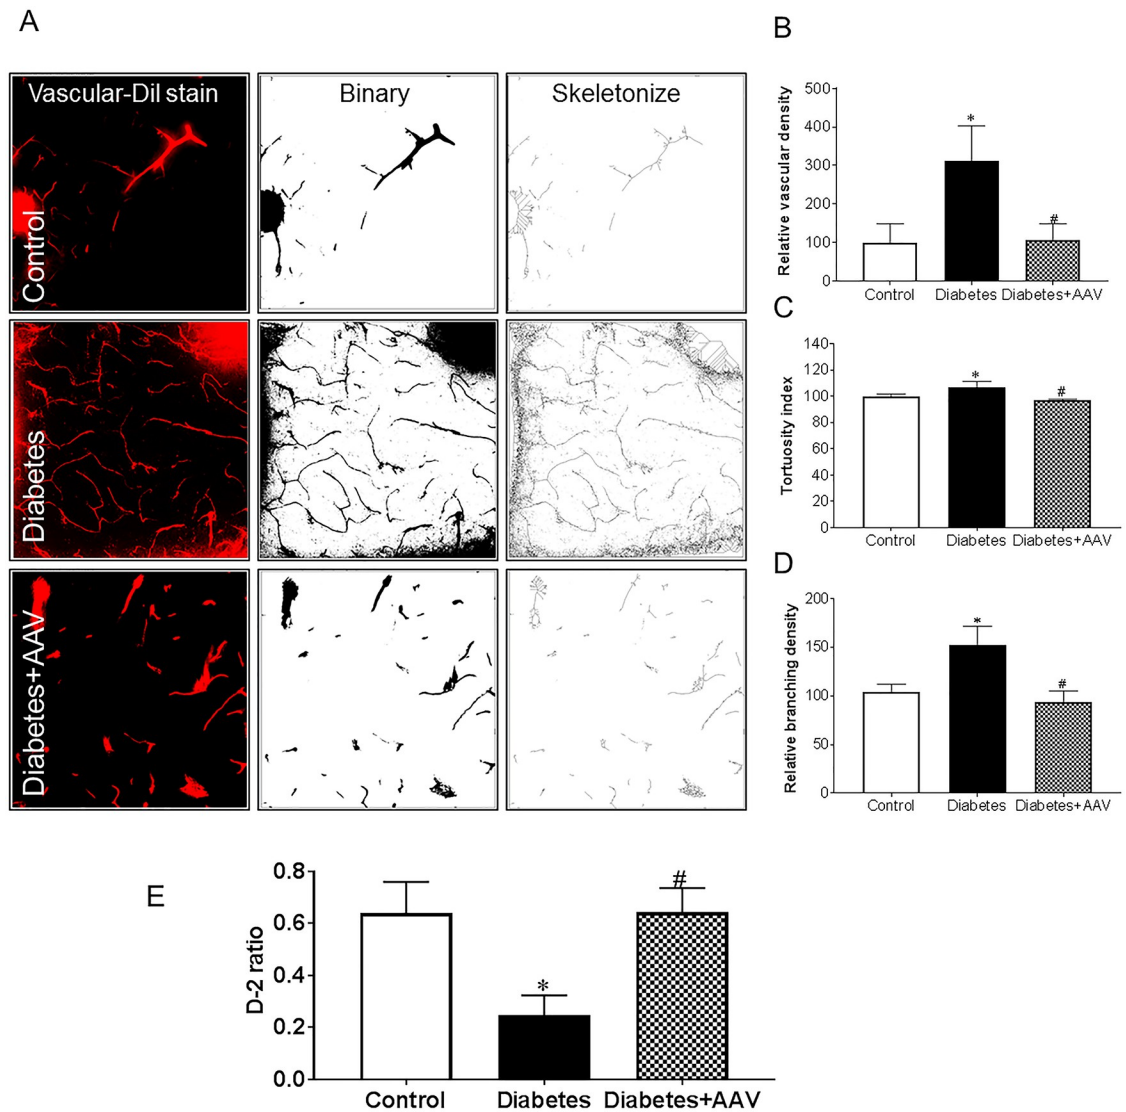 A
Vascular-DiI stain
Binary
Skeletonize
Control
Diabetes
Diabetes+AAV
B
Relative vascular density
500
400
300
200
100
0
*
#
Control
Diabetes
Diabetes+AAV
C
Tortuosity index
140
120
100
80
60
40
20
0
*
#
Control
Diabetes
Diabetes+AAV
D
Relative branching density
200
150
100
50
0
*
#
Control
Diabetes
Diabetes+AAV
E
D-2 ratio
0.8
0.6
0.4
0.2
0.0
*
#
Control
Diabetes
Diabetes+AAV